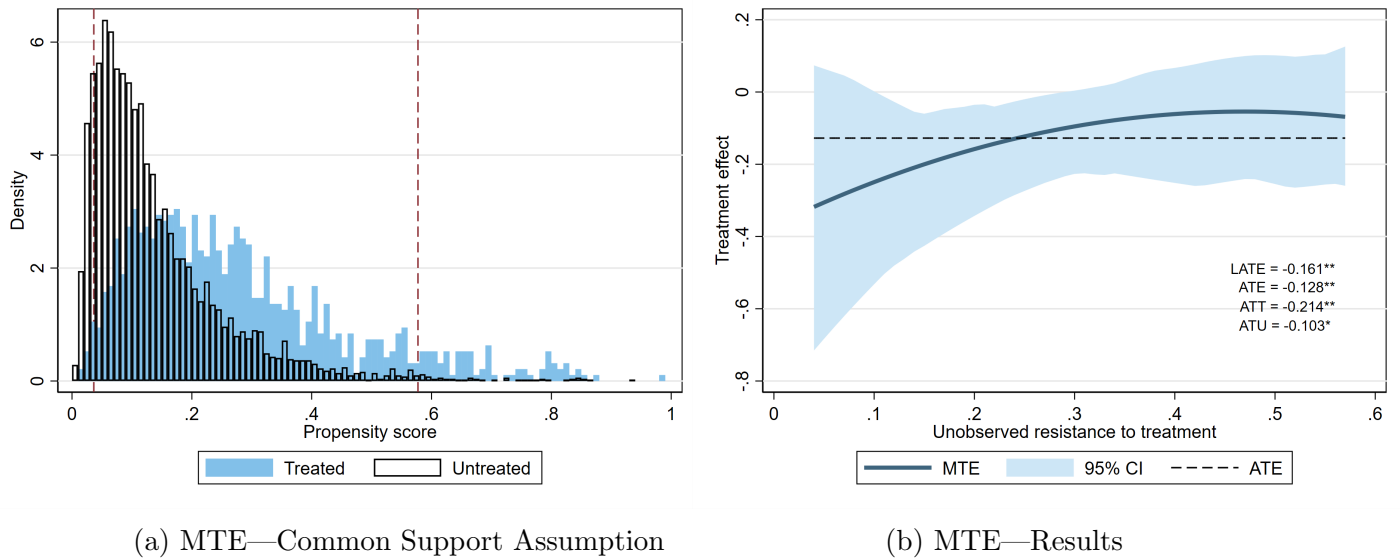 6
4
2
0
Density
0 .2 .4 .6 .8 1
Propensity score
Treated Untreated
(a) MTE—Common Support Assumption
.2
0
-.2
-.4
-.6
-.8
Treatment effect
LATE = -0.161**
ATE = -0.128**
ATT = -0.214**
ATU = -0.103*
0 .1 .2 .3 .4 .5 .6
Unobserved resistance to treatment
MTE 95% CI ATE
(b) MTE—Results